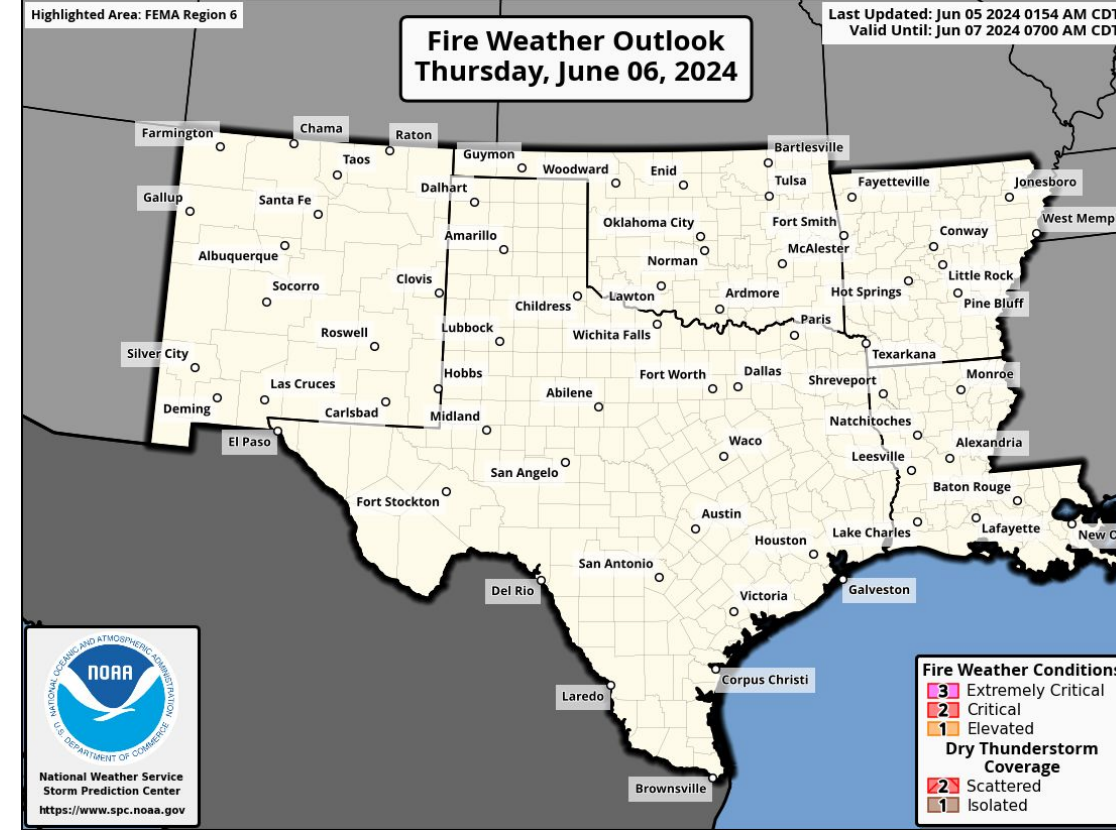 Highlighted Area: FEMA Region 6
Fire Weather Outlook
Thursday, June 06, 2024
Last Updated: Jun 05 2024 0154 AM CDT
Valid Until: Jun 07 2024 0700 AM CDT
Farmington
Chama
Raton
Taos
Guymon
Woodward
Enid
Bartlesville
Tulsa
Fayetteville
Jonesboro
Gallup
Santa Fe
Dalhart
Oklahoma City
Fort Smith
Conway
West Memp
Albuquerque
Amarillo
Norman
McAlester
Little Rock
Socorro
Clovis
Childress
Lawton
Ardmore
Hot Springs
Pine Bluff
Roswell
Lubbock
Wichita Falls
Paris
Texarkana
Silver City
Las Cruces
Hobbs
Abilene
Fort Worth
Dallas
Shreveport
Monroe
Deming
Carlsbad
Midland
Natchitoches
El Paso
San Angelo
Waco
Leesville
Alexandria
Fort Stockton
Austin
Baton Rouge
Houston
Lake Charles
Lafayette
New O
Del Rio
San Antonio
Galveston
Victoria
Laredo
Corpus Christi
Brownsville
NATIONAL OCEANIC AND ATMOSPHERIC ADMINISTRATION
NOAA
U.S. DEPARTMENT OF COMMERCE
National Weather Service
Storm Prediction Center
https://www.spc.noaa.gov
Fire Weather Conditions
3 Extremely Critical
2 Critical
1 Elevated
Dry Thunderstorm
Coverage
2 Scattered
1 Isolated